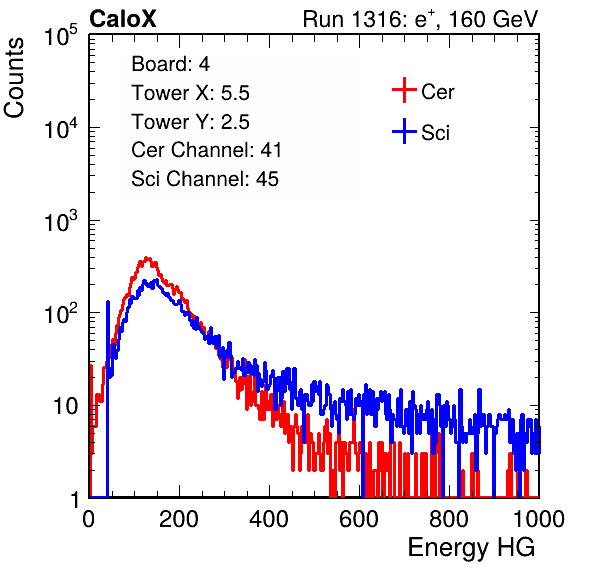 CaloX Run 1316: e⁺, 160 GeV
Counts
10⁵
10⁴
10³
10²
10
1
Board: 4
Tower X: 5.5
Tower Y: 2.5
Cer Channel: 41
Sci Channel: 45
Cer
Sci
0 200 400 600 800 1000
Energy HG